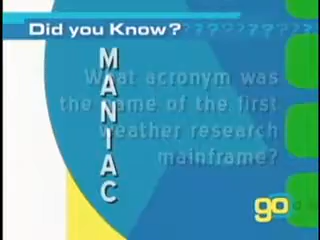 Did you Know? ????????
MANIAC
What acronym was
the name of the first
weather research
mainframe?
go